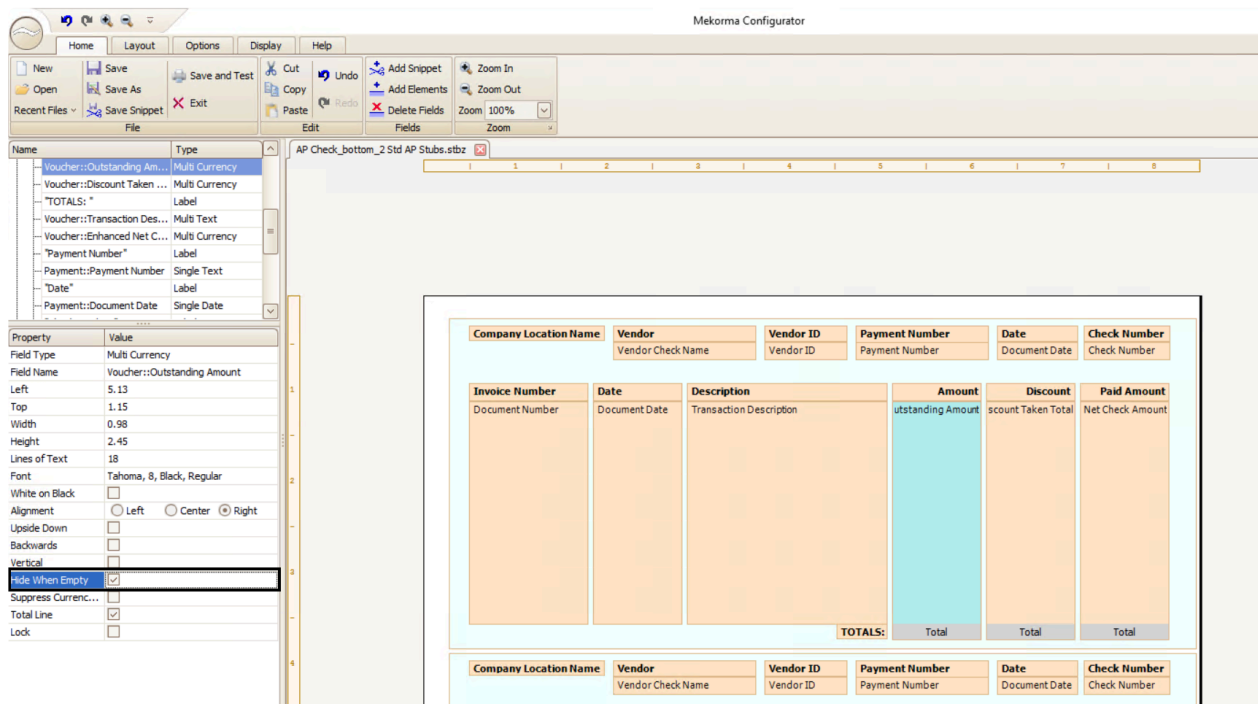 Mekorma Configurator
Home Layout Options Display Help
New Save Save and Test Cut Undo Add Snippet Zoom In
Open Save As Copy Add Elements Zoom Out
Exit Redo
Recent Files Save Snippet Paste Delete Fields Zoom 100%
File Edit Fields Zoom
Name Type
AP Check_bottom_2 Std AP Stubs.stbz
1 2 3 4 5 6 7 8
Voucher::Outstanding Am... Multi Currency
Voucher::Discount Taken ... Multi Currency
"TOTALS: " Label
Voucher::Transaction Des... Multi Text
Voucher::Enhanced Net C... Multi Currency
"Payment Number" Label
Payment::Payment Number Single Text
"Date" Label
Payment::Document Date Single Date
Property Value
Field Type Multi Currency
Field Name Voucher::Outstanding Amount
Left 5.13
Top 1.15
Width 0.98
Height 2.45
Lines of Text 18
Font Tahoma, 8, Black, Regular
White on Black
Alignment Left Center Right
Upside Down
Backwards
Vertical
Hide When Empty
Suppress Currenc...
Total Line
Lock
1
2
3
4
Company Location Name Vendor Vendor ID Payment Number Date Check Number
Vendor Check Name Vendor ID Payment Number Document Date Check Number
Invoice Number Date Description Amount Discount Paid Amount
Document Number Document Date Transaction Description utstanding Amount scount Taken Total Net Check Amount
TOTALS: Total Total Total
Company Location Name Vendor Vendor ID Payment Number Date Check Number
Vendor Check Name Vendor ID Payment Number Document Date Check Number